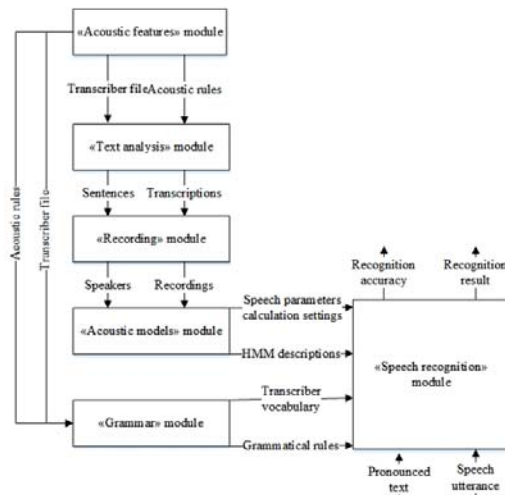 «Acoustic features» module
Transcriber file
Acoustic rules
«Text analysis» module
Sentences
Transcriptions
Acoustic rules
Transcriber file
«Recording» module
Speakers
Recordings
Recognition
accuracy
Recognition
result
«Acoustic models» module
Speech parameters
calculation settings
HMM descriptions
«Speech recognition»
module
Transcriber
vocabulary
«Grammar» module
Grammatical rules
Pronounced
text
Speech
utterance